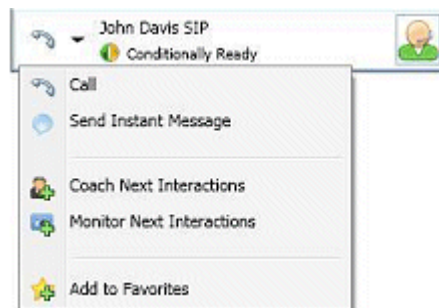 John Davis SIP
Conditionally Ready
Call
Send Instant Message
Coach Next Interactions
Monitor Next Interactions
Add to Favorites